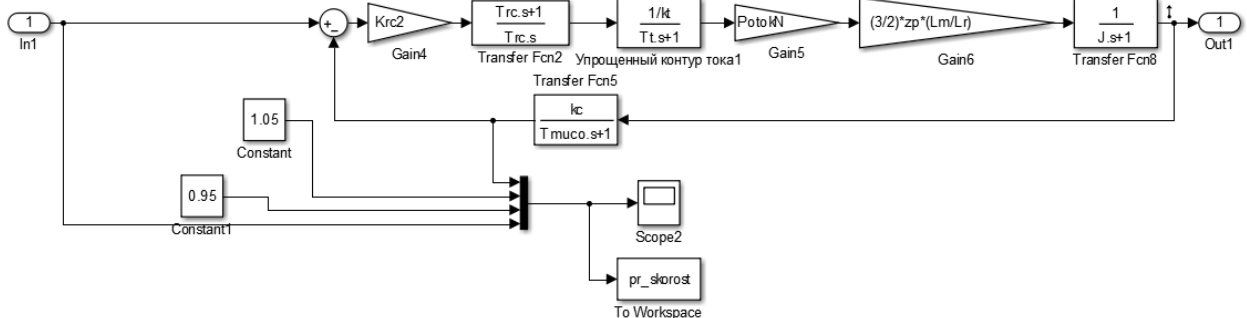 1
In1
+
−
Krc2
Gain4
Trc.s+1
Trc.s
Transfer Fcn2
1/kt
Tt.s+1
Упрощенный контур тока1
PotokN
Gain5
(3/2)*zp*(Lm/Lr)
Gain6
1
J.s+1
Transfer Fcn8
1
Out1
Transfer Fcn5
kc
Tmuco.s+1
1.05
Constant
0.95
Constant1
Scope2
pr_skorost
To Workspace